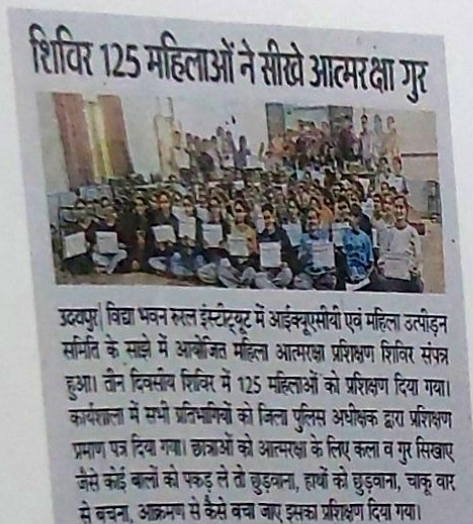 शिविर 125 महिलाओं ने सीखे आत्मरक्षा गुर
उदयपुर| विद्या भवन रुरल इंस्टीट्यूट में आईक्यूएसीवी एवं महिला उत्पीड़न
समिति के साझे में आयोजित महिला आत्मरक्षा प्रशिक्षण शिविर संपन्न
हुआ। तीन दिवसीय शिविर में 125 महिलाओं को प्रशिक्षण दिया गया।
कार्यशाला में सभी प्रतिभागियों को जिला पुलिस अधीक्षक द्वारा प्रशिक्षण
प्रमाण पत्र दिया गया। छात्राओं को आत्मरक्षा के लिए कला व गुर सिखाए
जैसे कोई बालों को पकड़ ले तो छुड़वाना, हाथों को छुड़वाना, चाकू वार
से बचना, आक्रमण से कैसे बचा जाए इसका प्रशिक्षण दिया गया।